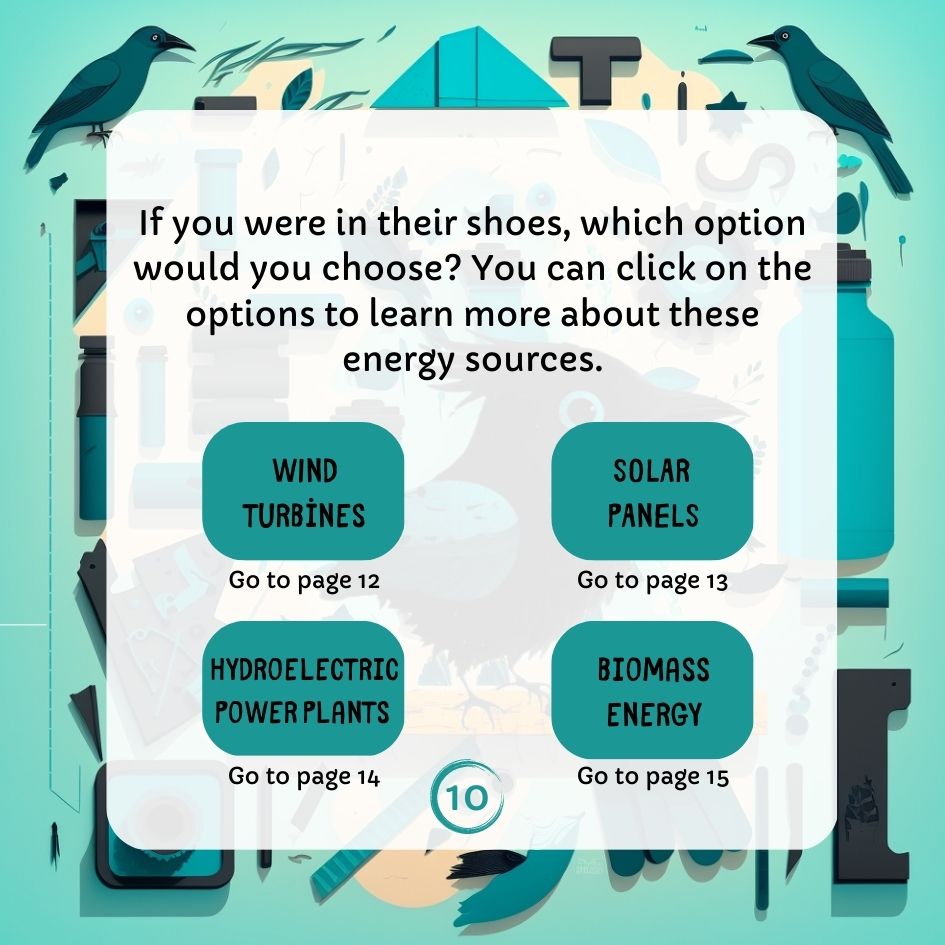 If you were in their shoes, which option
would you choose? You can click on the
options to learn more about these
energy sources.
WIND
TURBİNES
Go to page 12
SOLAR
PANELS
Go to page 13
HYDROELECTRIC
POWER PLANTS
Go to page 14
BIOMASS
ENERGY
Go to page 15
10